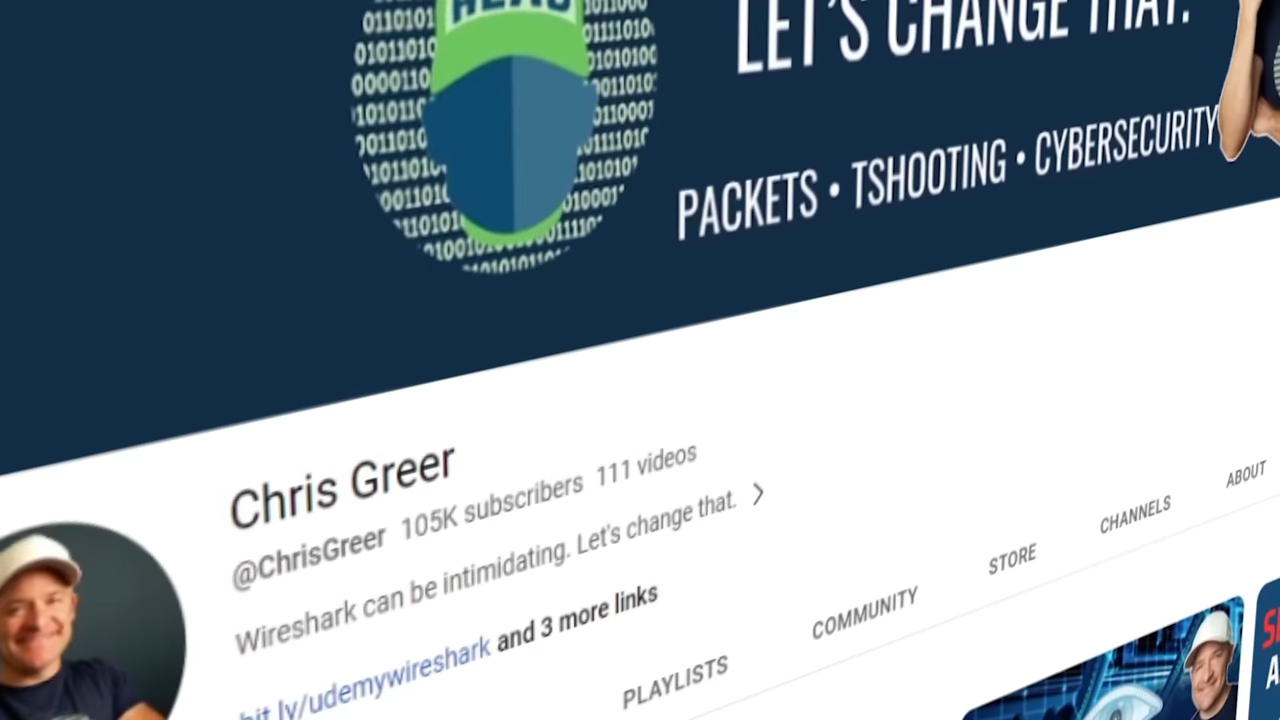 LET'S CHANGE THAT.
PACKETS • TSHOOTING • CYBERSECURITY
Chris Greer
@ChrisGreer 105K subscribers 111 videos
Wireshark can be intimidating. Let's change that.
bit.ly/udemywireshark and 3 more links
PLAYLISTS COMMUNITY STORE CHANNELS ABOUT